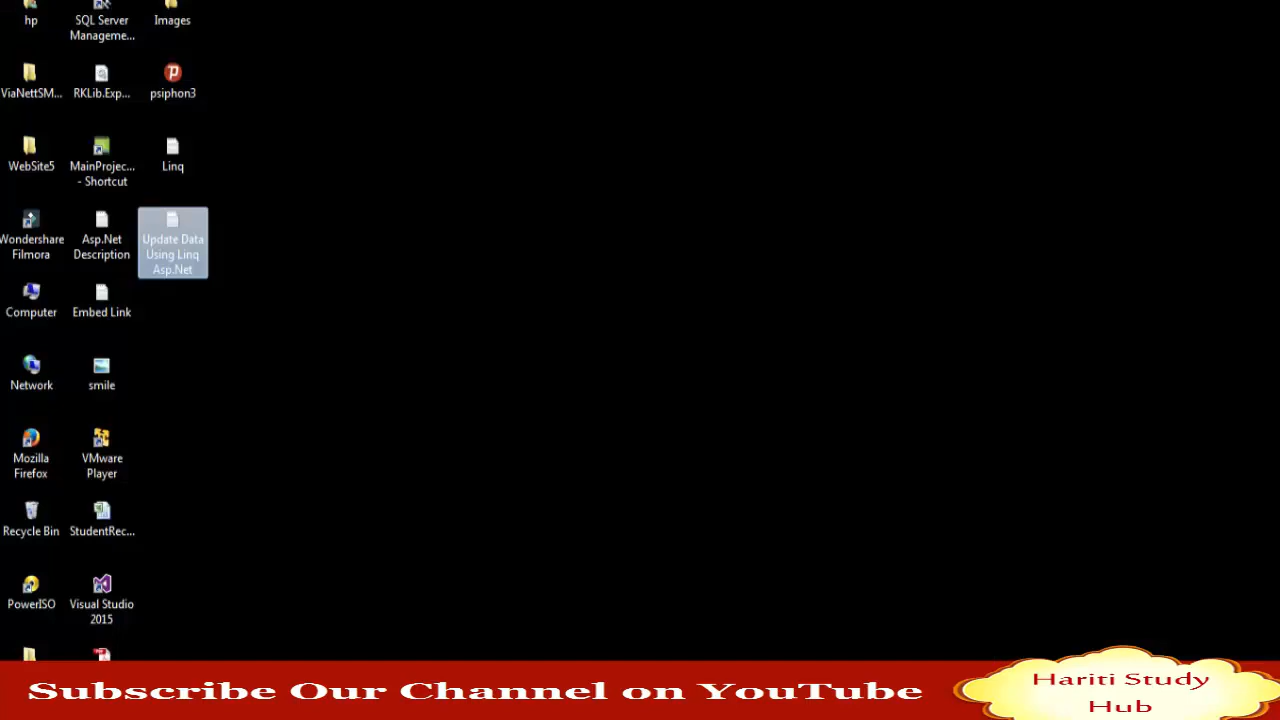 hp
SQL Server
Manageme...
Images
ViaNettSM...
RKLib.Exp...
psiphon3
WebSite5
MainProjec...
- Shortcut
Linq
Wondershare
Filmora
Asp.Net
Description
Update Data
Using Linq
Asp.Net
Computer
Embed Link
Network
smile
Mozilla
Firefox
VMware
Player
Recycle Bin
StudentRec...
PowerISO
Visual Studio
2015
Subscribe Our Channel on YouTube
Hariti Study
Hub